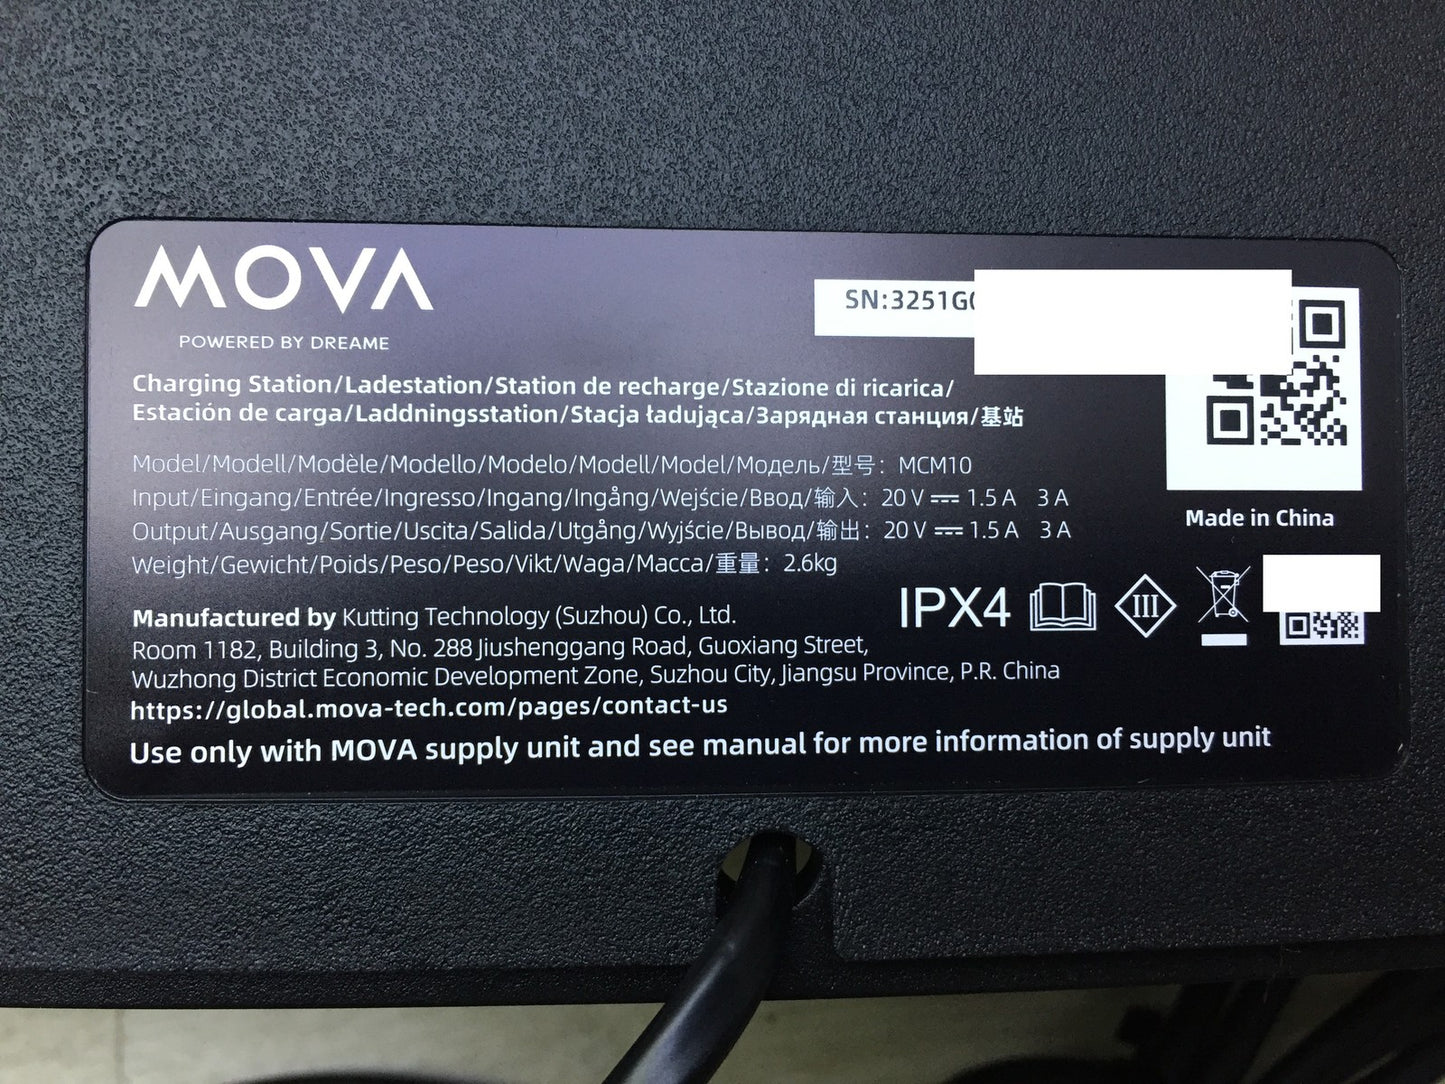 MOVA
POWERED BY DREAME
SN:3251G
Charging Station/Ladestation/Station de recharge/Stazione di ricarica/
Estación de carga/Laddningsstation/Stacja ładująca/Зарядная станция/基站
Model/Modell/Modèle/Modello/Modelo/Modell/Model/Модель/型号: MCM10
Input/Eingang/Entrée/Ingresso/Ingang/Ingång/Wejście/Ввод/输入: 20 V ⎓ 1.5 A 3 A
Output/Ausgang/Sortie/Uscita/Salida/Utgång/Wyjście/Вывод/输出: 20 V ⎓ 1.5 A 3 A
Weight/Gewicht/Poids/Peso/Peso/Vikt/Waga/Масса/重量: 2.6kg
Made in China
IPX4
III
Manufactured by Kutting Technology (Suzhou) Co., Ltd.
Room 1182, Building 3, No. 288 Jiushenggang Road, Guoxiang Street,
Wuzhong District Economic Development Zone, Suzhou City, Jiangsu Province, P.R. China
https://global.mova-tech.com/pages/contact-us
Use only with MOVA supply unit and see manual for more information of supply unit